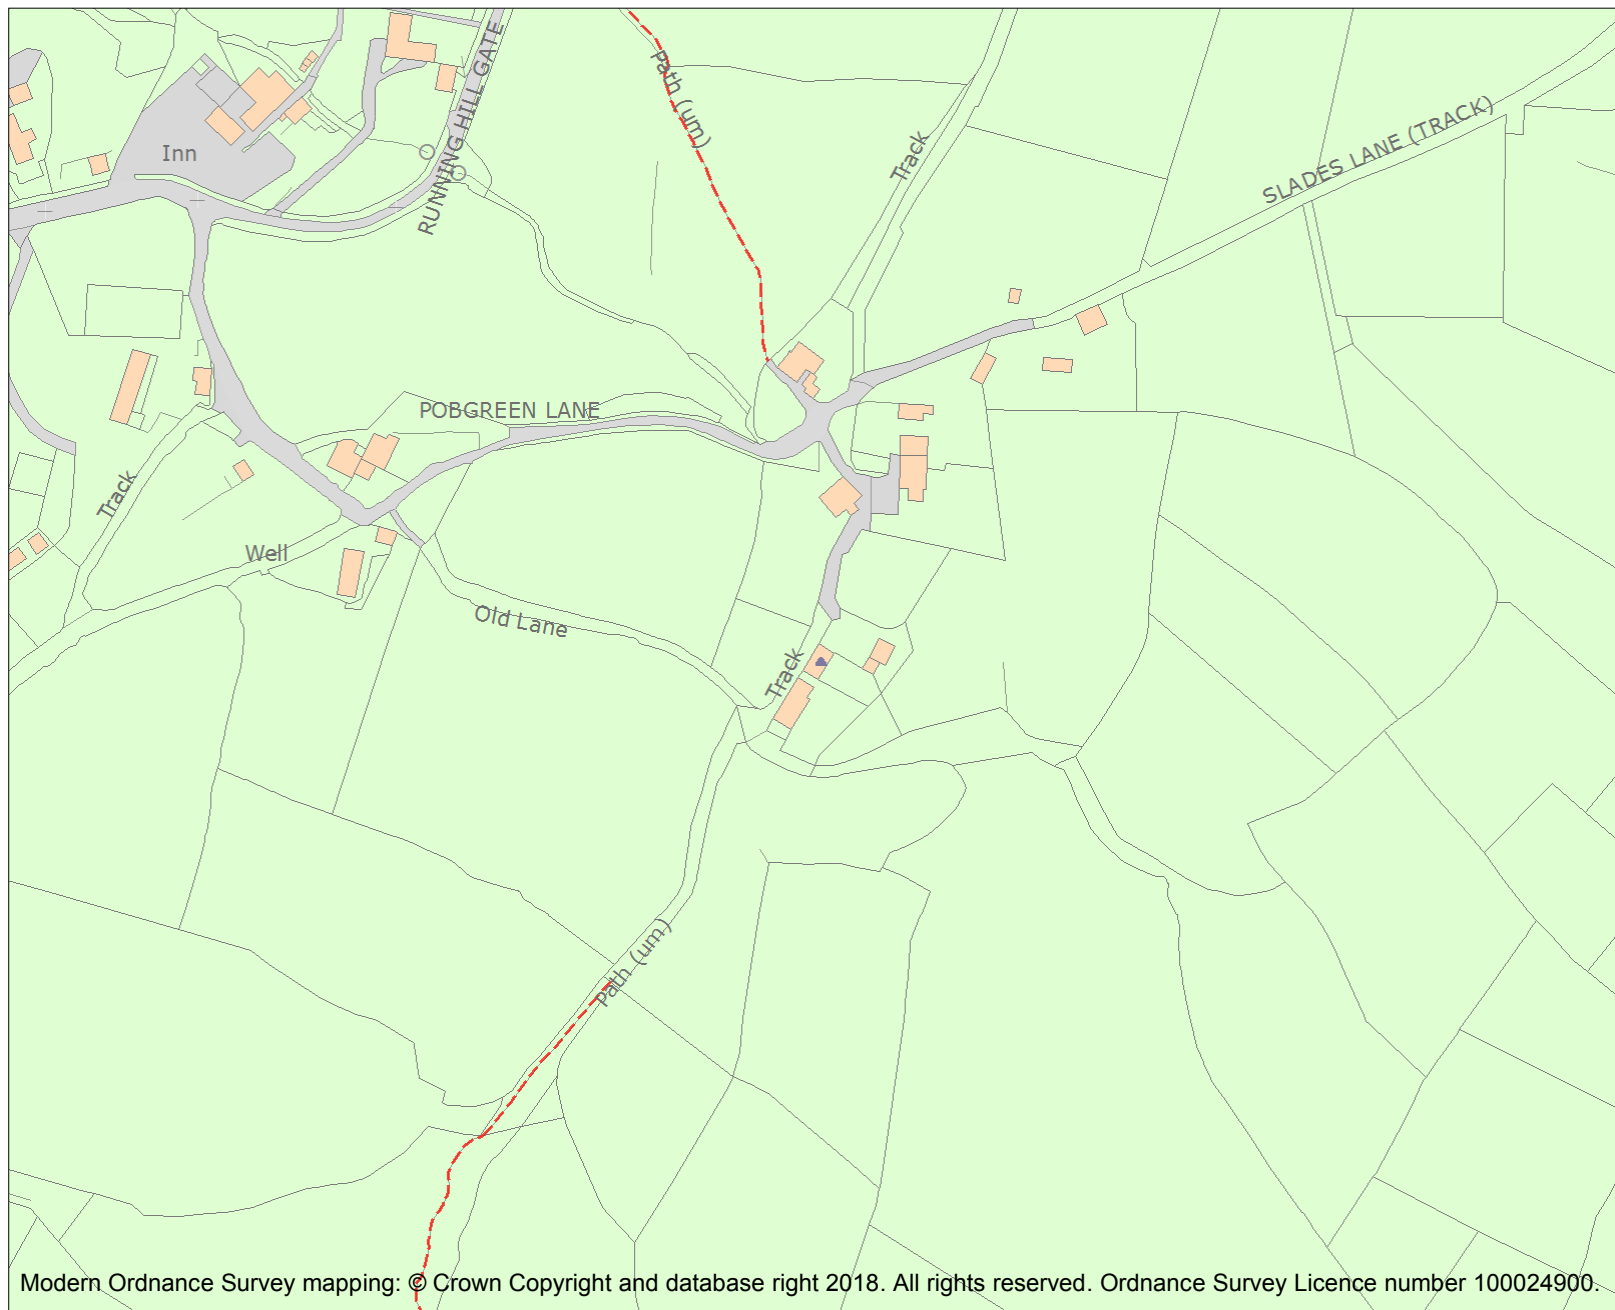 RUNNING HILL GATE
Path (um)
Inn
Track
SLADES LANE (TRACK)
POBGREEN LANE
Track
Well
Old Lane
Track
Path (um)
Modern Ordnance Survey mapping: © Crown Copyright and database right 2018. All rights reserved. Ordnance Survey Licence number 100024900.